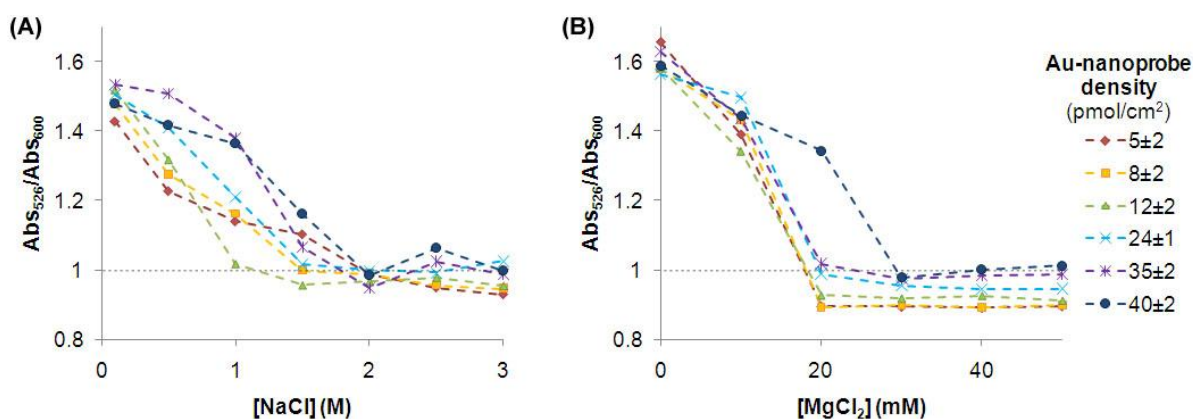 (A)
1.6
1.4
1.2
1
0.8
Abs526/Abs600
0
1
2
3
[NaCl] (M)
(B)
1.6
1.4
1.2
1
0.8
Abs526/Abs600
0
20
40
[MgCl2] (mM)
Au-nanoprobe
density
(pmol/cm2)
5±2
8±2
12±2
24±1
35±2
40±2